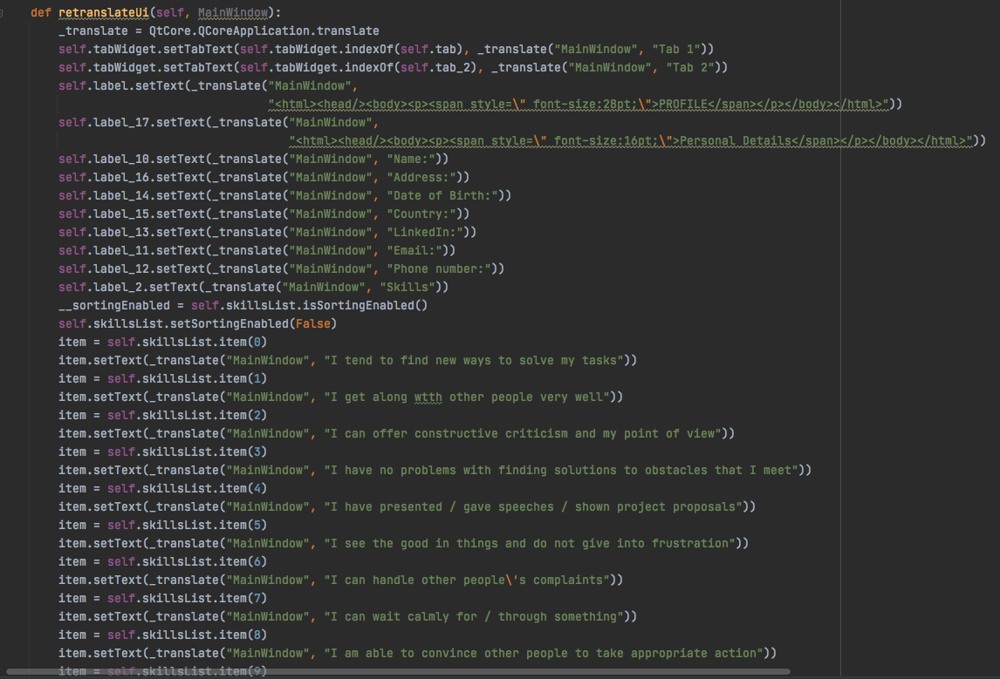 def retranslateUi(self, MainWindow):
_translate = QtCore.QCoreApplication.translate
self.tabWidget.setTabText(self.tabWidget.indexOf(self.tab), _translate("MainWindow", "Tab 1"))
self.tabWidget.setTabText(self.tabWidget.indexOf(self.tab_2), _translate("MainWindow", "Tab 2"))
self.label.setText(_translate("MainWindow",
"<html><head/><body><p><span style=\" font-size:28pt;\">PROFILE</span></p></body></html>"))
self.label_17.setText(_translate("MainWindow",
"<html><head/><body><p><span style=\" font-size:16pt;\">Personal Details</span></p></body></html>"))
self.label_10.setText(_translate("MainWindow", "Name:"))
self.label_16.setText(_translate("MainWindow", "Address:"))
self.label_14.setText(_translate("MainWindow", "Date of Birth:"))
self.label_15.setText(_translate("MainWindow", "Country:"))
self.label_13.setText(_translate("MainWindow", "LinkedIn:"))
self.label_11.setText(_translate("MainWindow", "Email:"))
self.label_12.setText(_translate("MainWindow", "Phone number:"))
self.label_2.setText(_translate("MainWindow", "Skills"))
__sortingEnabled = self.skillsList.isSortingEnabled()
self.skillsList.setSortingEnabled(False)
item = self.skillsList.item(0)
item.setText(_translate("MainWindow", "I tend to find new ways to solve my tasks"))
item = self.skillsList.item(1)
item.setText(_translate("MainWindow", "I get along wtth other people very well"))
item = self.skillsList.item(2)
item.setText(_translate("MainWindow", "I can offer constructive criticism and my point of view"))
item = self.skillsList.item(3)
item.setText(_translate("MainWindow", "I have no problems with finding solutions to obstacles that I meet"))
item = self.skillsList.item(4)
item.setText(_translate("MainWindow", "I have presented / gave speeches / shown project proposals"))
item = self.skillsList.item(5)
item.setText(_translate("MainWindow", "I see the good in things and do not give into frustration"))
item = self.skillsList.item(6)
item.setText(_translate("MainWindow", "I can handle other people\'s complaints"))
item = self.skillsList.item(7)
item.setText(_translate("MainWindow", "I can wait calmly for / through something"))
item = self.skillsList.item(8)
item.setText(_translate("MainWindow", "I am able to convince other people to take appropriate action"))
item = self.skillsList.item(9)